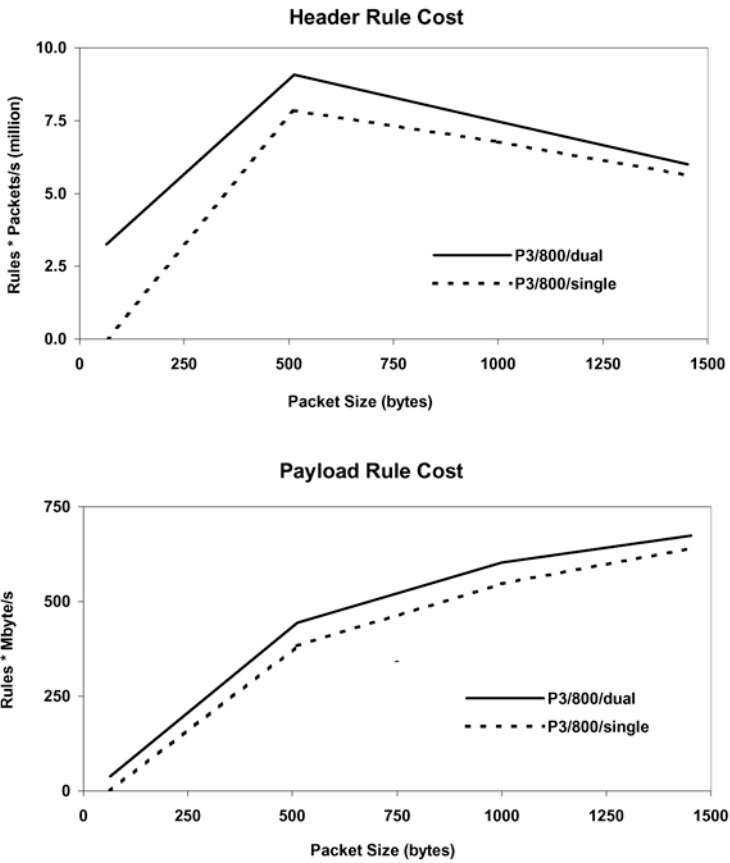 Header Rule Cost
10.0
7.5
5.0
2.5
0.0
Rules * Packets/s (million)
P3/800/dual
P3/800/single
0 250 500 750 1000 1250 1500
Packet Size (bytes)
Payload Rule Cost
750
500
250
0
Rules * Mbyte/s
P3/800/dual
P3/800/single
0 250 500 750 1000 1250 1500
Packet Size (bytes)